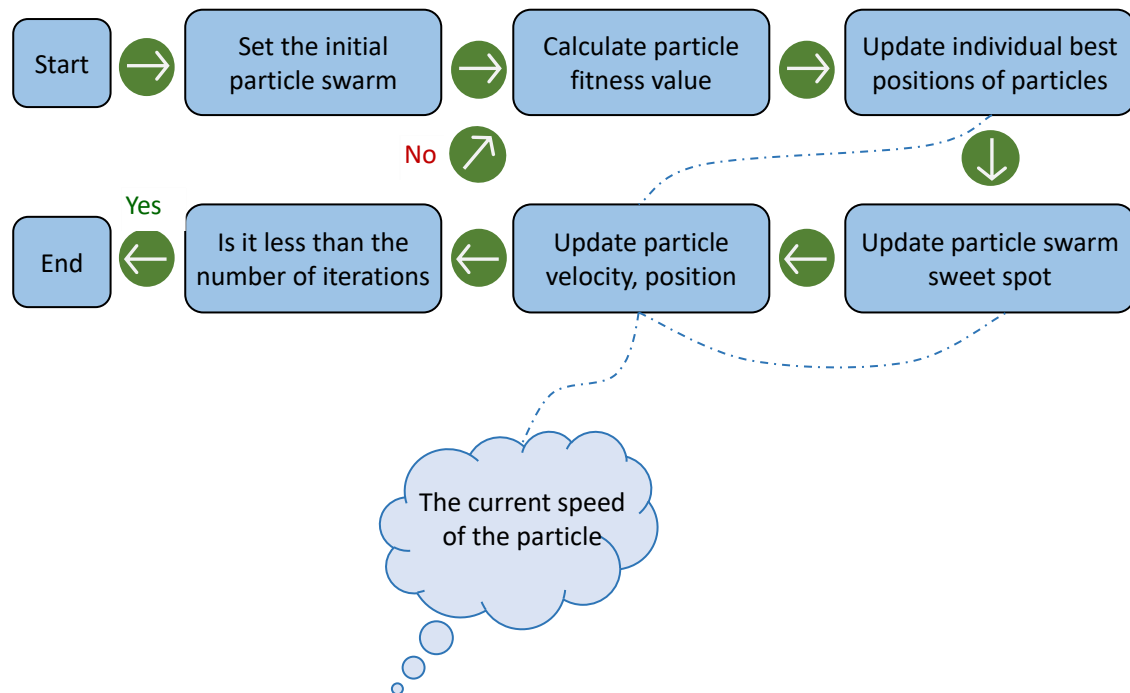 Start
Set the initial
particle swarm
Calculate particle
fitness value
Update individual best
positions of particles
No
Yes
End
Is it less than the
number of iterations
Update particle
velocity, position
Update particle swarm
sweet spot
The current speed
of the particle